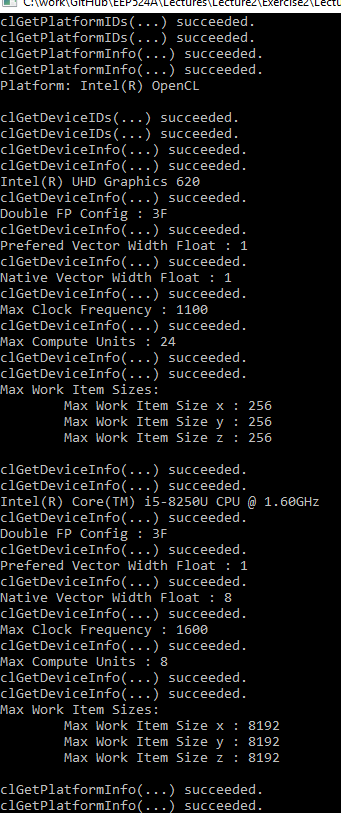 C:\work\GitHub\EEP524A\Lectures\Lecture2\Exercise2\Lectu
clGetPlatformIDs(...) succeeded.
clGetPlatformIDs(...) succeeded.
clGetPlatformInfo(...) succeeded.
clGetPlatformInfo(...) succeeded.
Platform: Intel(R) OpenCL
clGetDeviceIDs(...) succeeded.
clGetDeviceIDs(...) succeeded.
clGetDeviceInfo(...) succeeded.
clGetDeviceInfo(...) succeeded.
Intel(R) UHD Graphics 620
clGetDeviceInfo(...) succeeded.
Double FP Config : 3F
clGetDeviceInfo(...) succeeded.
Prefered Vector Width Float : 1
clGetDeviceInfo(...) succeeded.
Native Vector Width Float : 1
clGetDeviceInfo(...) succeeded.
Max Clock Frequency : 1100
clGetDeviceInfo(...) succeeded.
Max Compute Units : 24
clGetDeviceInfo(...) succeeded.
clGetDeviceInfo(...) succeeded.
Max Work Item Sizes:
Max Work Item Size x : 256
Max Work Item Size y : 256
Max Work Item Size z : 256
clGetDeviceInfo(...) succeeded.
clGetDeviceInfo(...) succeeded.
Intel(R) Core(TM) i5-8250U CPU @ 1.60GHz
clGetDeviceInfo(...) succeeded.
Double FP Config : 3F
clGetDeviceInfo(...) succeeded.
Prefered Vector Width Float : 1
clGetDeviceInfo(...) succeeded.
Native Vector Width Float : 8
clGetDeviceInfo(...) succeeded.
Max Clock Frequency : 1600
clGetDeviceInfo(...) succeeded.
Max Compute Units : 8
clGetDeviceInfo(...) succeeded.
clGetDeviceInfo(...) succeeded.
Max Work Item Sizes:
Max Work Item Size x : 8192
Max Work Item Size y : 8192
Max Work Item Size z : 8192
clGetPlatformInfo(...) succeeded.
clGetPlatformInfo(...) succeeded.